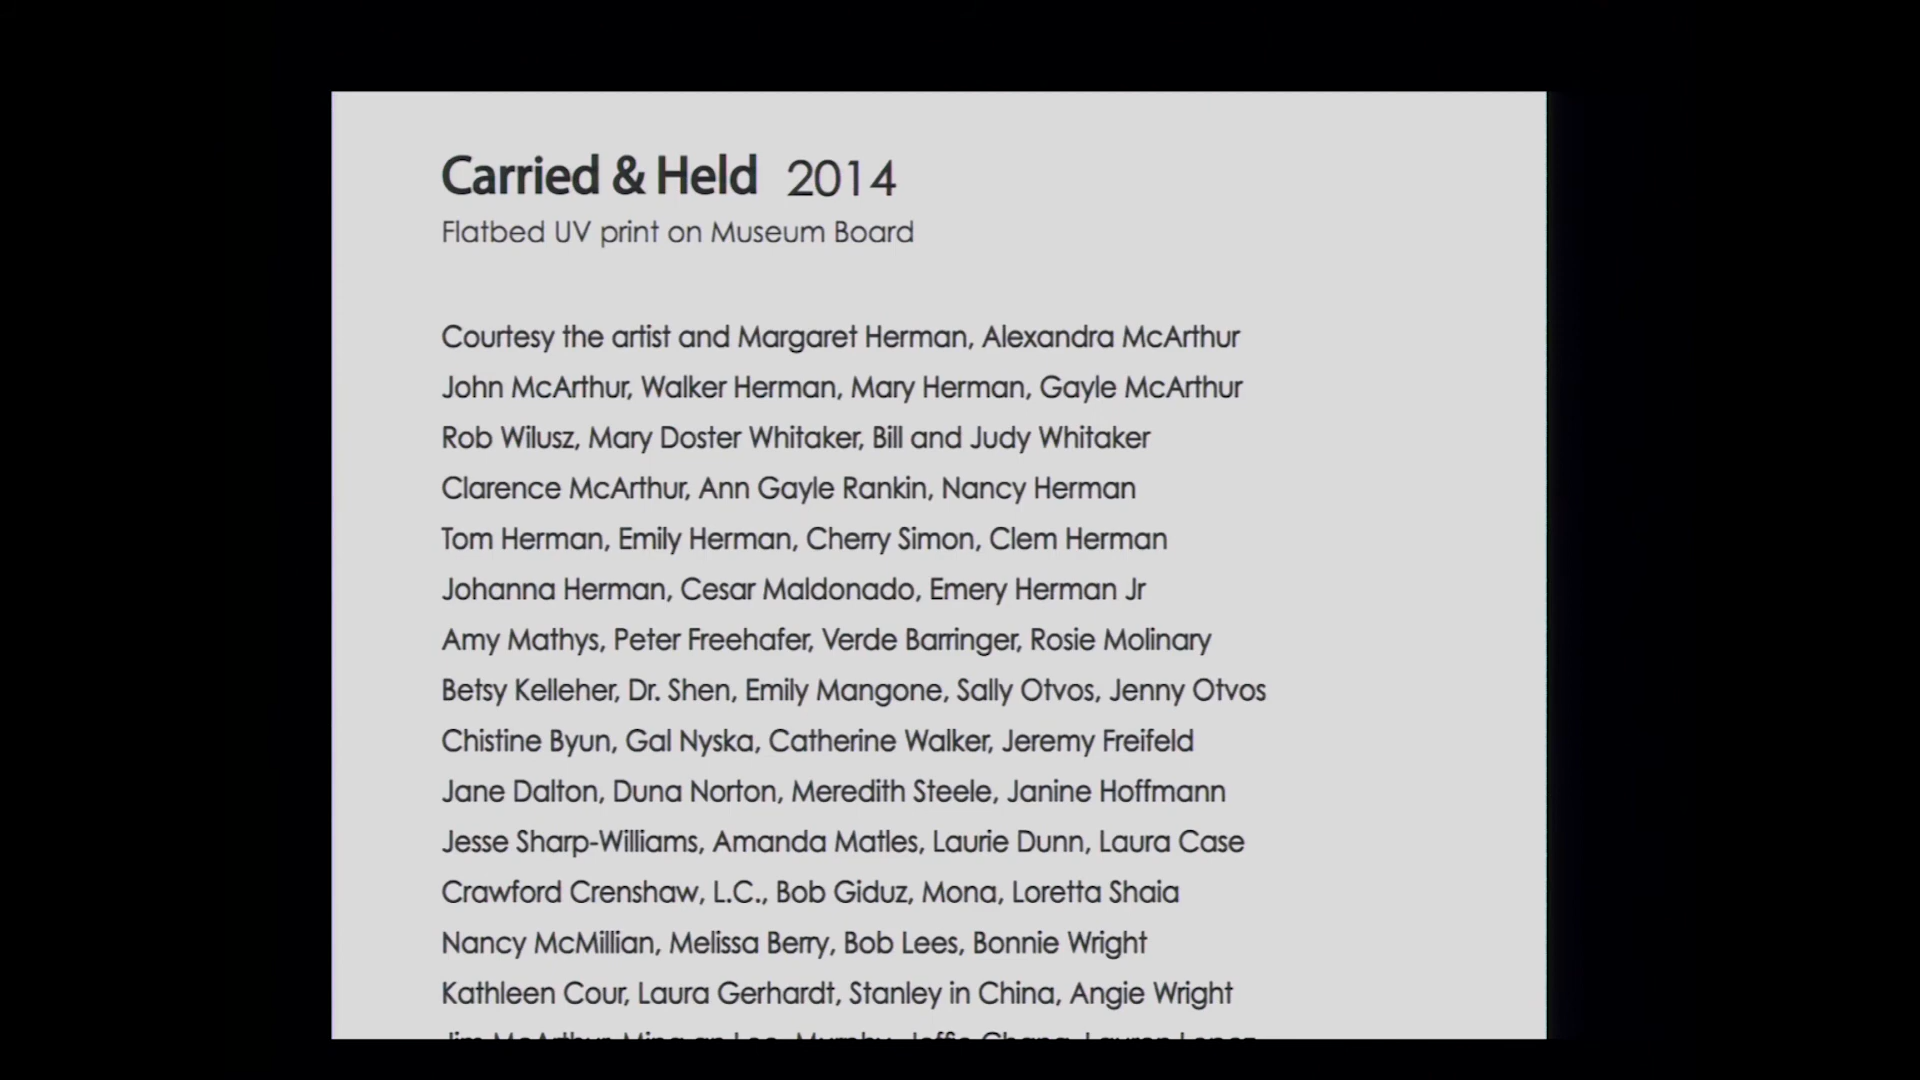 Carried & Held 2014
Flatbed UV print on Museum Board
Courtesy the artist and Margaret Herman, Alexandra McArthur
John McArthur, Walker Herman, Mary Herman, Gayle McArthur
Rob Wilusz, Mary Doster Whitaker, Bill and Judy Whitaker
Clarence McArthur, Ann Gayle Rankin, Nancy Herman
Tom Herman, Emily Herman, Cherry Simon, Clem Herman
Johanna Herman, Cesar Maldonado, Emery Herman Jr
Amy Mathys, Peter Freehafer, Verde Barringer, Rosie Molinary
Betsy Kelleher, Dr. Shen, Emily Mangone, Sally Otvos, Jenny Otvos
Chistine Byun, Gal Nyska, Catherine Walker, Jeremy Freifeld
Jane Dalton, Duna Norton, Meredith Steele, Janine Hoffmann
Jesse Sharp-Williams, Amanda Matles, Laurie Dunn, Laura Case
Crawford Crenshaw, L.C., Bob Giduz, Mona, Loretta Shaia
Nancy McMillian, Melissa Berry, Bob Lees, Bonnie Wright
Kathleen Cour, Laura Gerhardt, Stanley in China, Angie Wright
Jim McArthur,